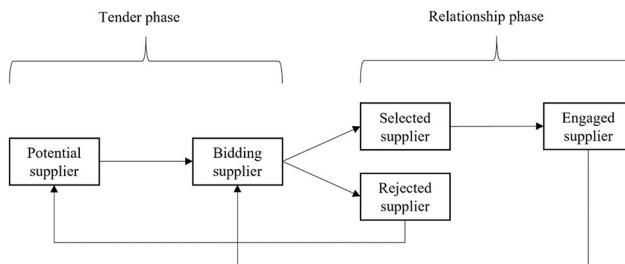 Tender phase
Relationship phase
Selected
supplier
Engaged
supplier
Potential
supplier
Bidding
supplier
Rejected
supplier